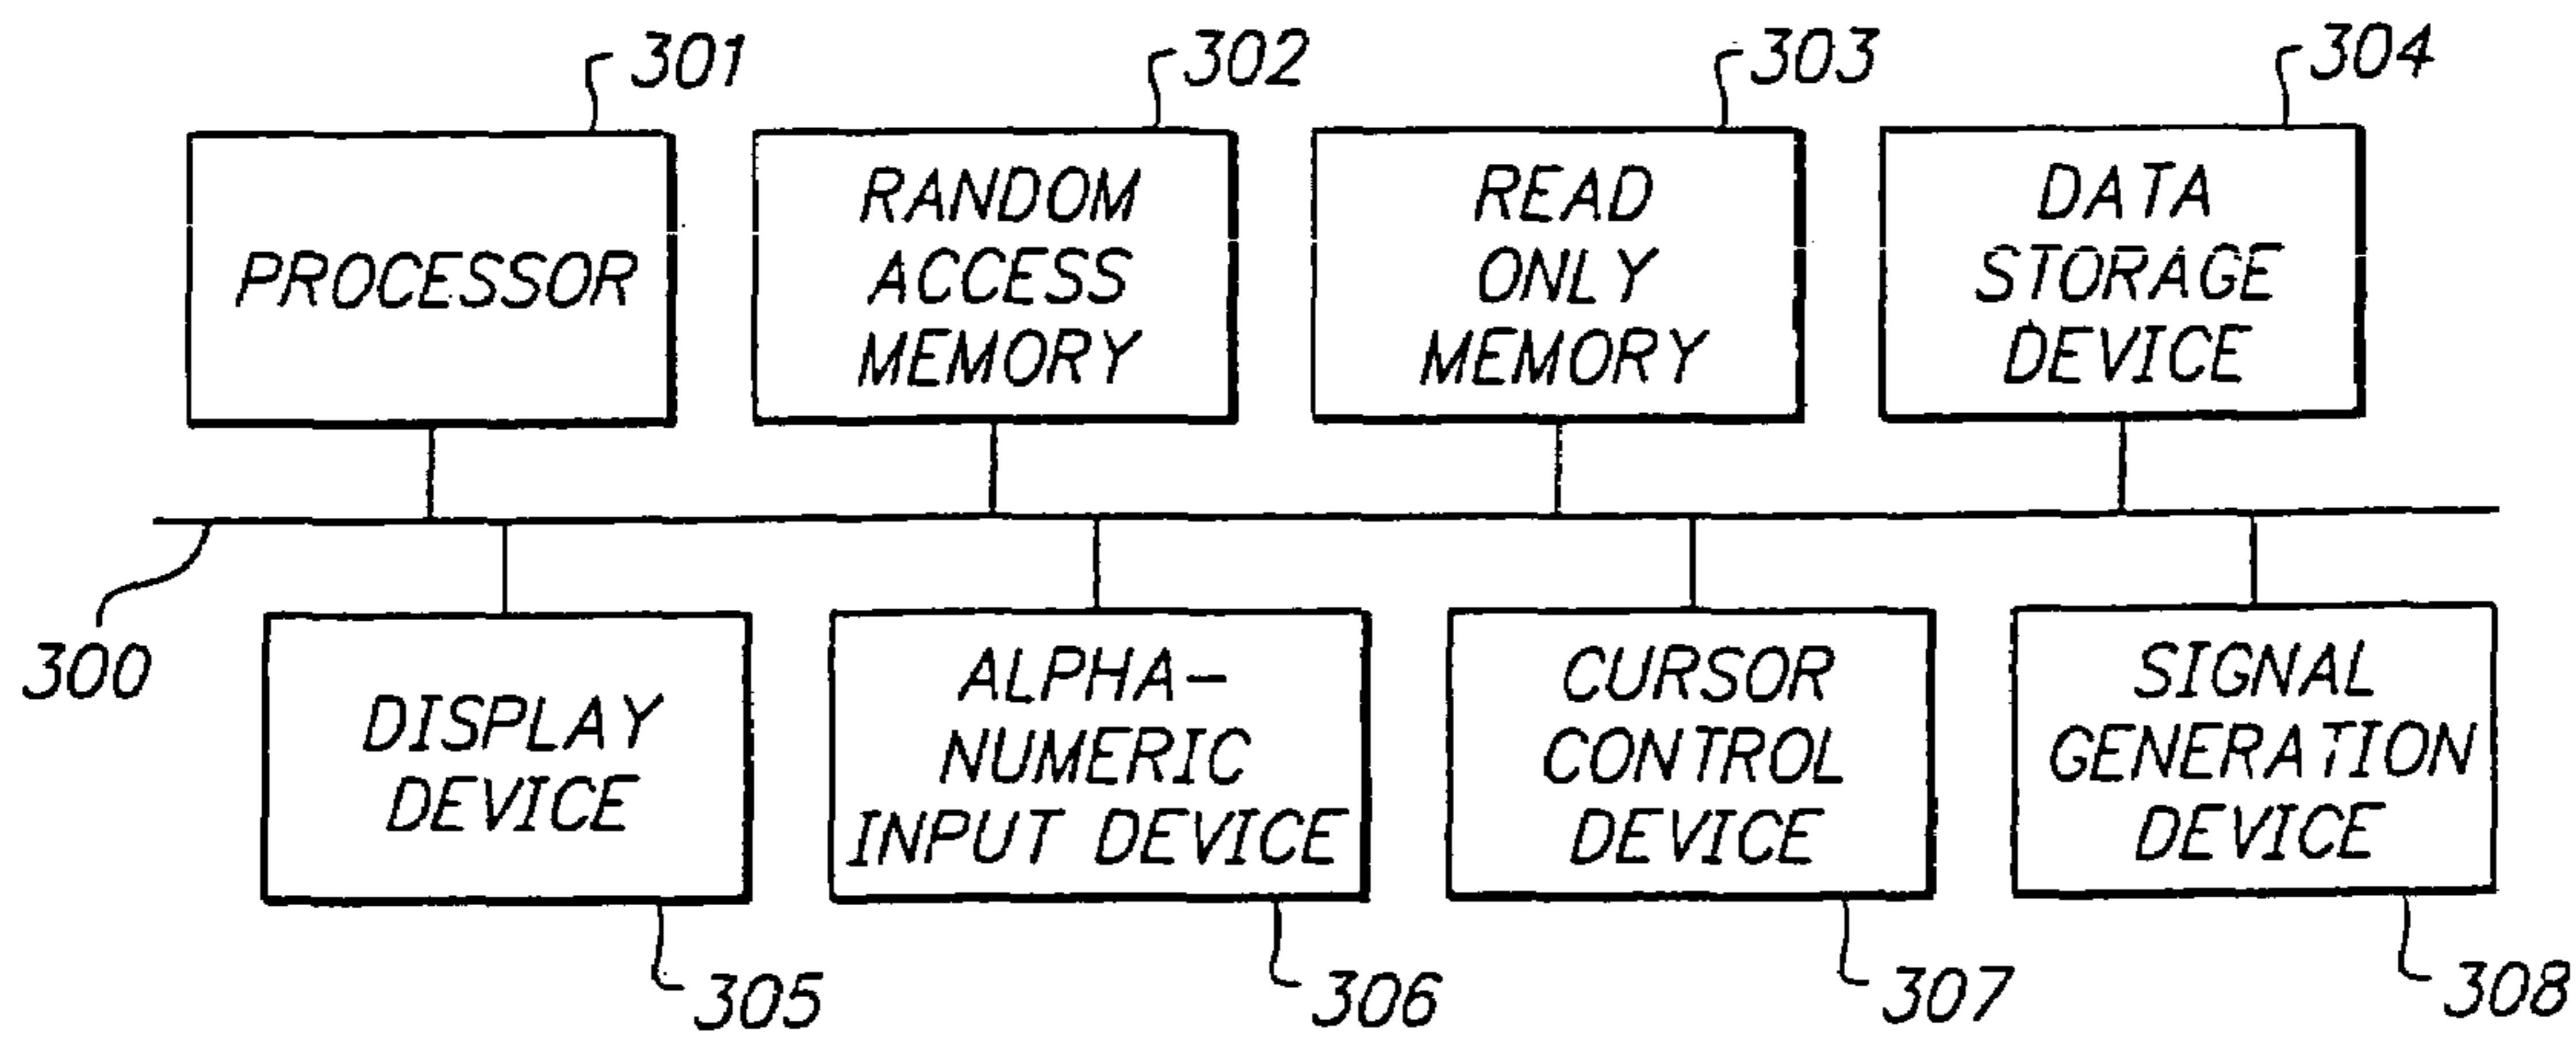 301
302
303
304
PROCESSOR
RANDOM
ACCESS
MEMORY
READ
ONLY
MEMORY
DATA
STORAGE
DEVICE
300
DISPLAY
DEVICE
ALPHA-
NUMERIC
INPUT DEVICE
CURSOR
CONTROL
DEVICE
SIGNAL
GENERATION
DEVICE
305
306
307
308